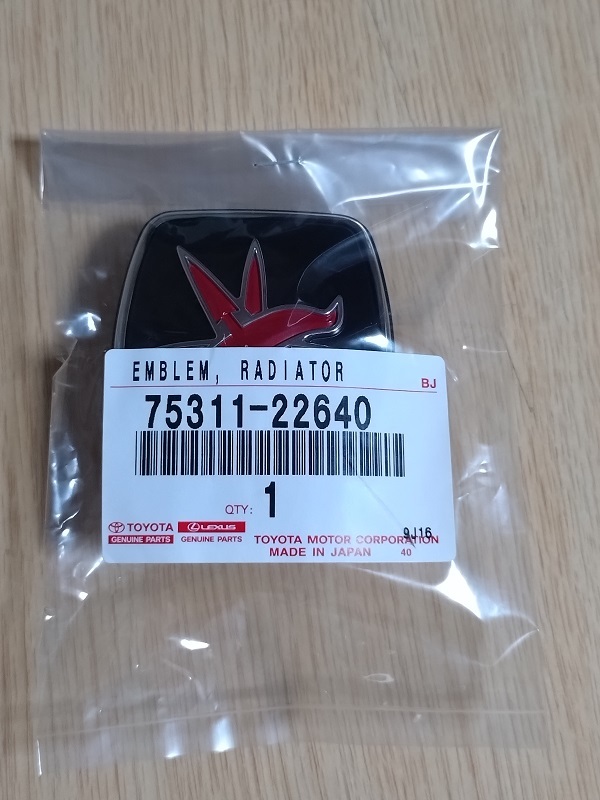 EMBLEM, RADIATOR
BJ
75311-22640
QTY: 1
TOYOTA LEXUS
GENUINE PARTS GENUINE PARTS
TOYOTA MOTOR CORPORATION 9J16
MADE IN JAPAN 40